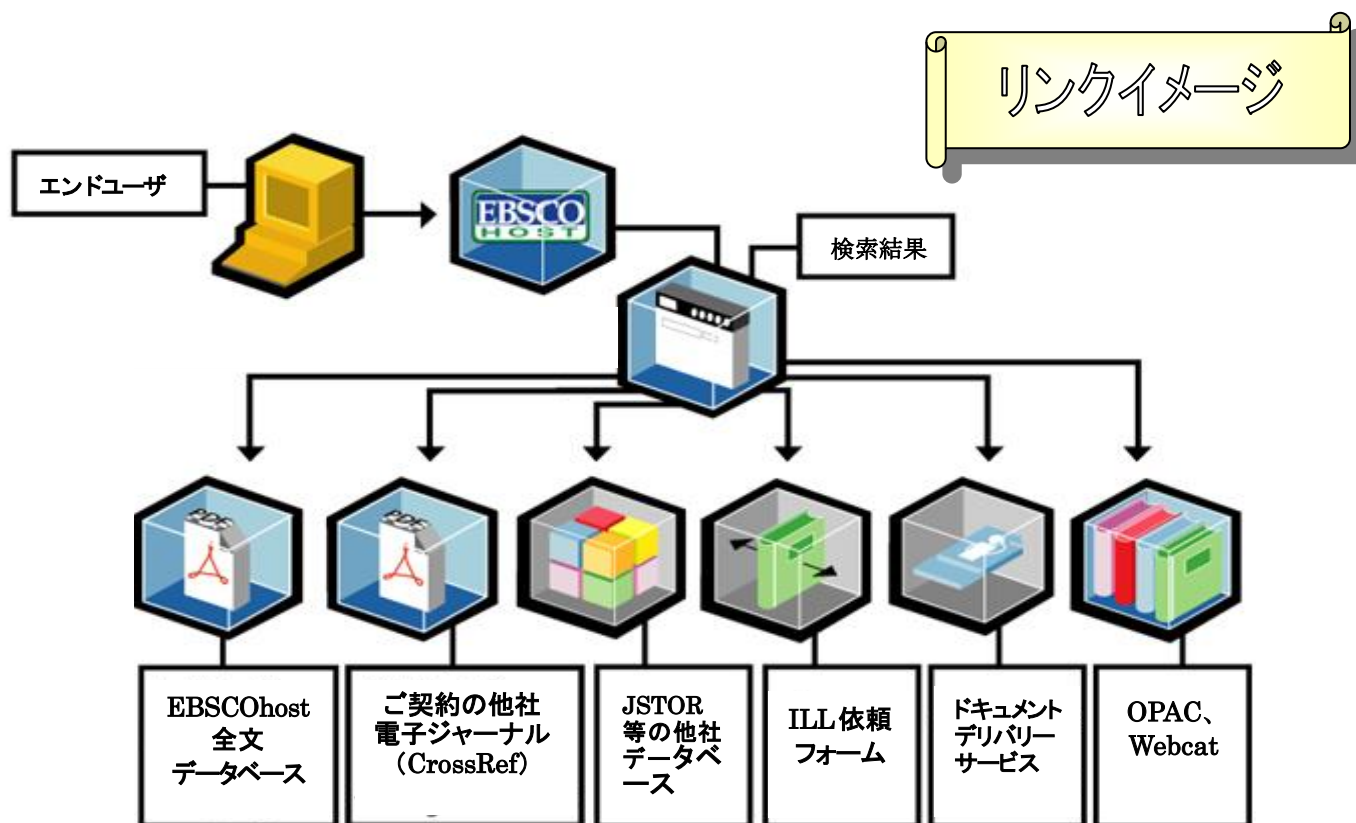 リンクイメージ
エンドユーザ
EBSCO
HOST
検索結果
PDF
PDF
EBSCOhost
全文
データベース
ご契約の他社
電子ジャーナル
（CrossRef）
JSTOR
等の他社
データベ
ース
ILL依頼
フォーム
ドキュメント
デリバリー
サービス
OPAC、
Webcat